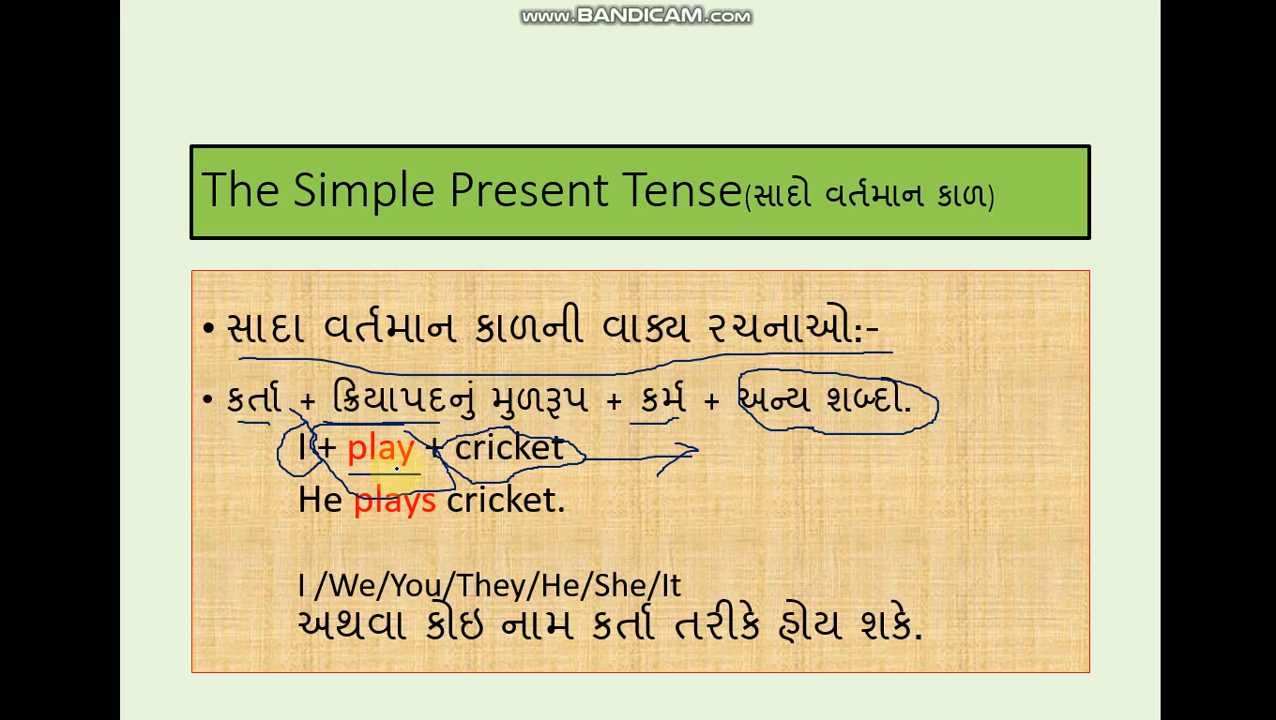 www.BANDICAM.com
The Simple Present Tense(સાદો વર્તમાન કાળ)
• સાદા વર્તમાન કાળની વાક્ય રચનાઓ:-
• કર્તા + ક્રિયાપદનું મુળરૂપ + કર્મ + અન્ય શબ્દો.
I + play + cricket
He plays cricket.
I /We/You/They/He/She/It
અથવા કોઇ નામ કર્તા તરીકે હોય શકે.